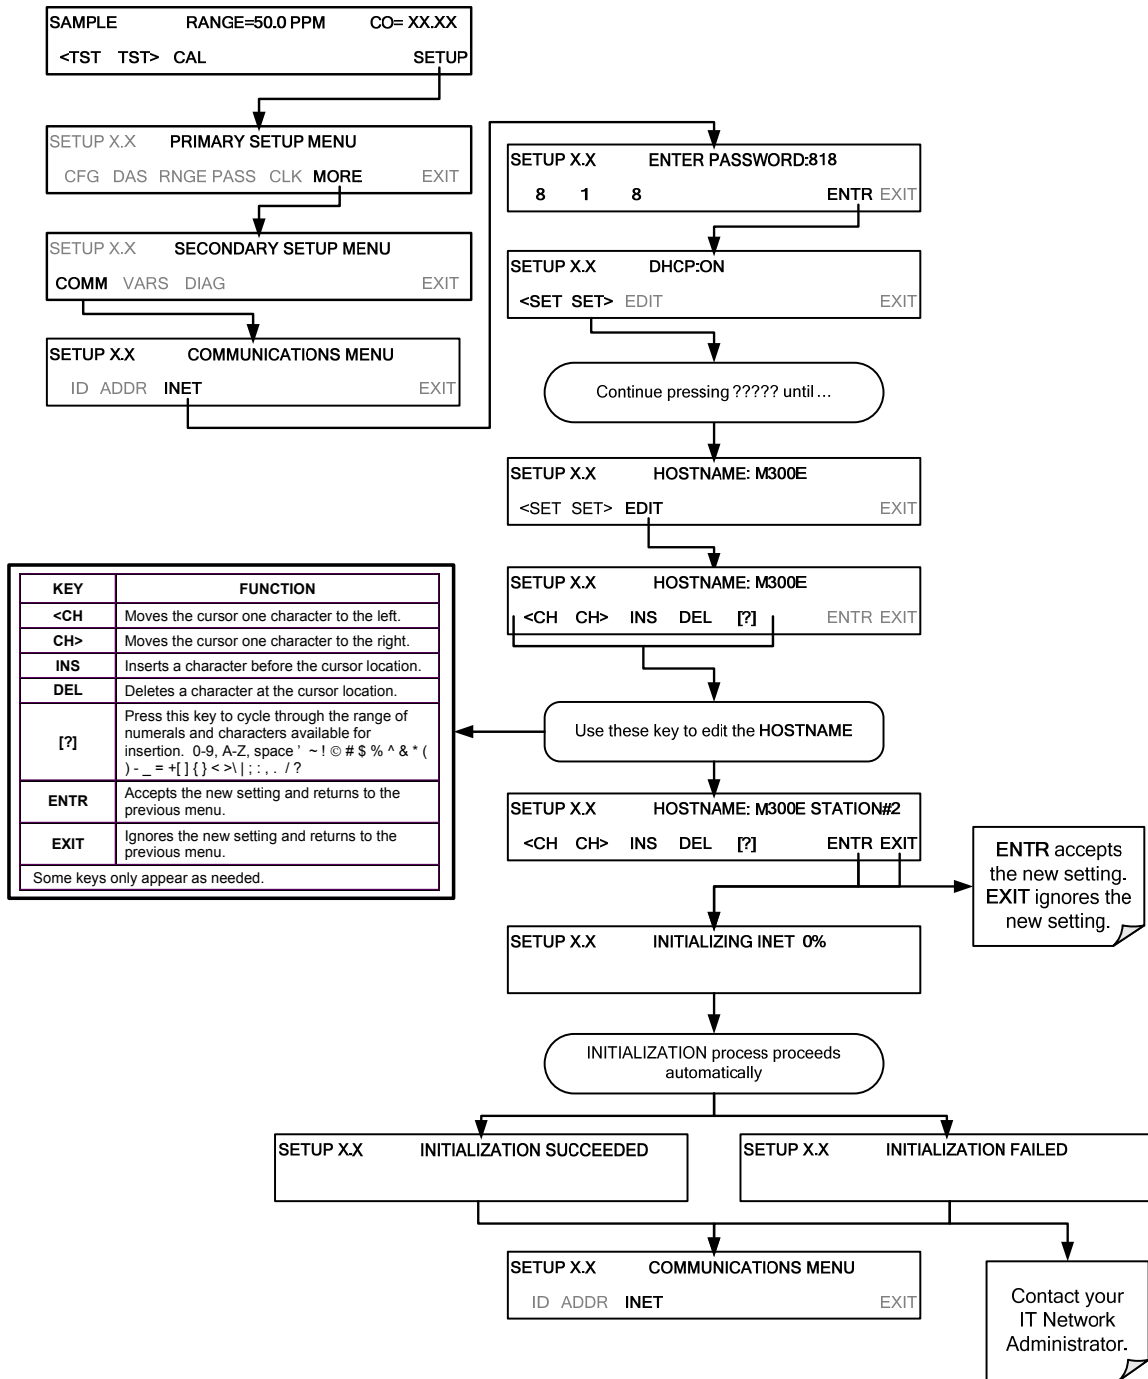 SAMPLE RANGE=50.0 PPM CO= XX.XX
<TST TST> CAL SETUP
SETUP X.X PRIMARY SETUP MENU
CFG DAS RNGE PASS CLK MORE EXIT
SETUP X.X SECONDARY SETUP MENU
COMM VARS DIAG EXIT
SETUP X.X COMMUNICATIONS MENU
ID ADDR INET EXIT
SETUP X.X ENTER PASSWORD:818
8 1 8 ENTR EXIT
SETUP X.X DHCP:ON
<SET SET> EDIT EXIT
Continue pressing ????? until ...
SETUP X.X HOSTNAME: M300E
<SET SET> EDIT EXIT
SETUP X.X HOSTNAME: M300E
<CH CH> INS DEL [?] ENTR EXIT
Use these key to edit the HOSTNAME
KEY FUNCTION
<CH Moves the cursor one character to the left.
CH> Moves the cursor one character to the right.
INS Inserts a character before the cursor location.
DEL Deletes a character at the cursor location.
[?] Press this key to cycle through the range of
numerals and characters available for
insertion. 0-9, A-Z, space ' ~ ! © # $ % ^ & * (
) - _ = +[ ] { } < >\ | ; : , . / ?
ENTR Accepts the new setting and returns to the
previous menu.
EXIT Ignores the new setting and returns to the
previous menu.
Some keys only appear as needed.
SETUP X.X HOSTNAME: M300E STATION#2
<CH CH> INS DEL [?] ENTR EXIT
ENTR accepts
the new setting.
EXIT ignores the
new setting.
SETUP X.X INITIALIZING INET 0%
INITIALIZATION process proceeds
automatically
SETUP X.X INITIALIZATION SUCCEEDED
SETUP X.X INITIALIZATION FAILED
SETUP X.X COMMUNICATIONS MENU
ID ADDR INET EXIT
Contact your
IT Network
Administrator.